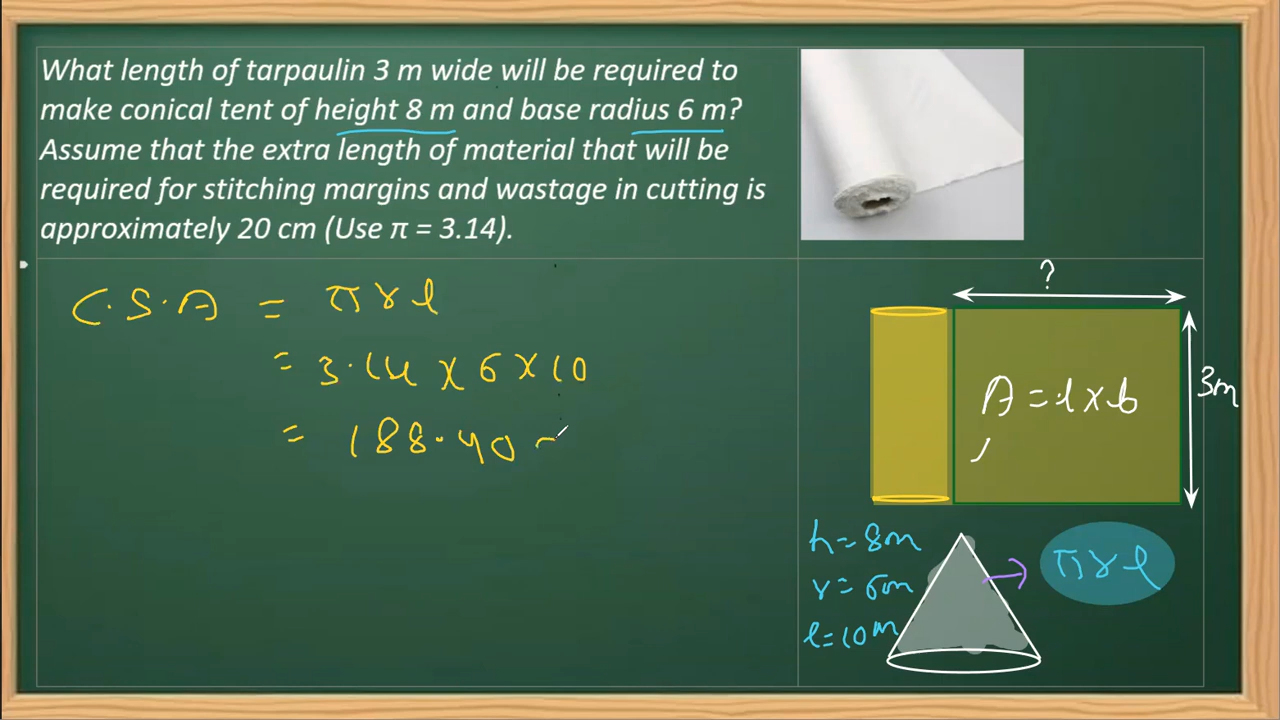 What length of tarpaulin 3 m wide will be required to
make conical tent of height 8 m and base radius 6 m?
Assume that the extra length of material that will be
required for stitching margins and wastage in cutting is
approximately 20 cm (Use π = 3.14).
C.S.A = πrl
= 3.14 x 6 x 10
= 188.40
?
3m
A = l x b
h = 8m
r = 6m
l = 10m
πrl